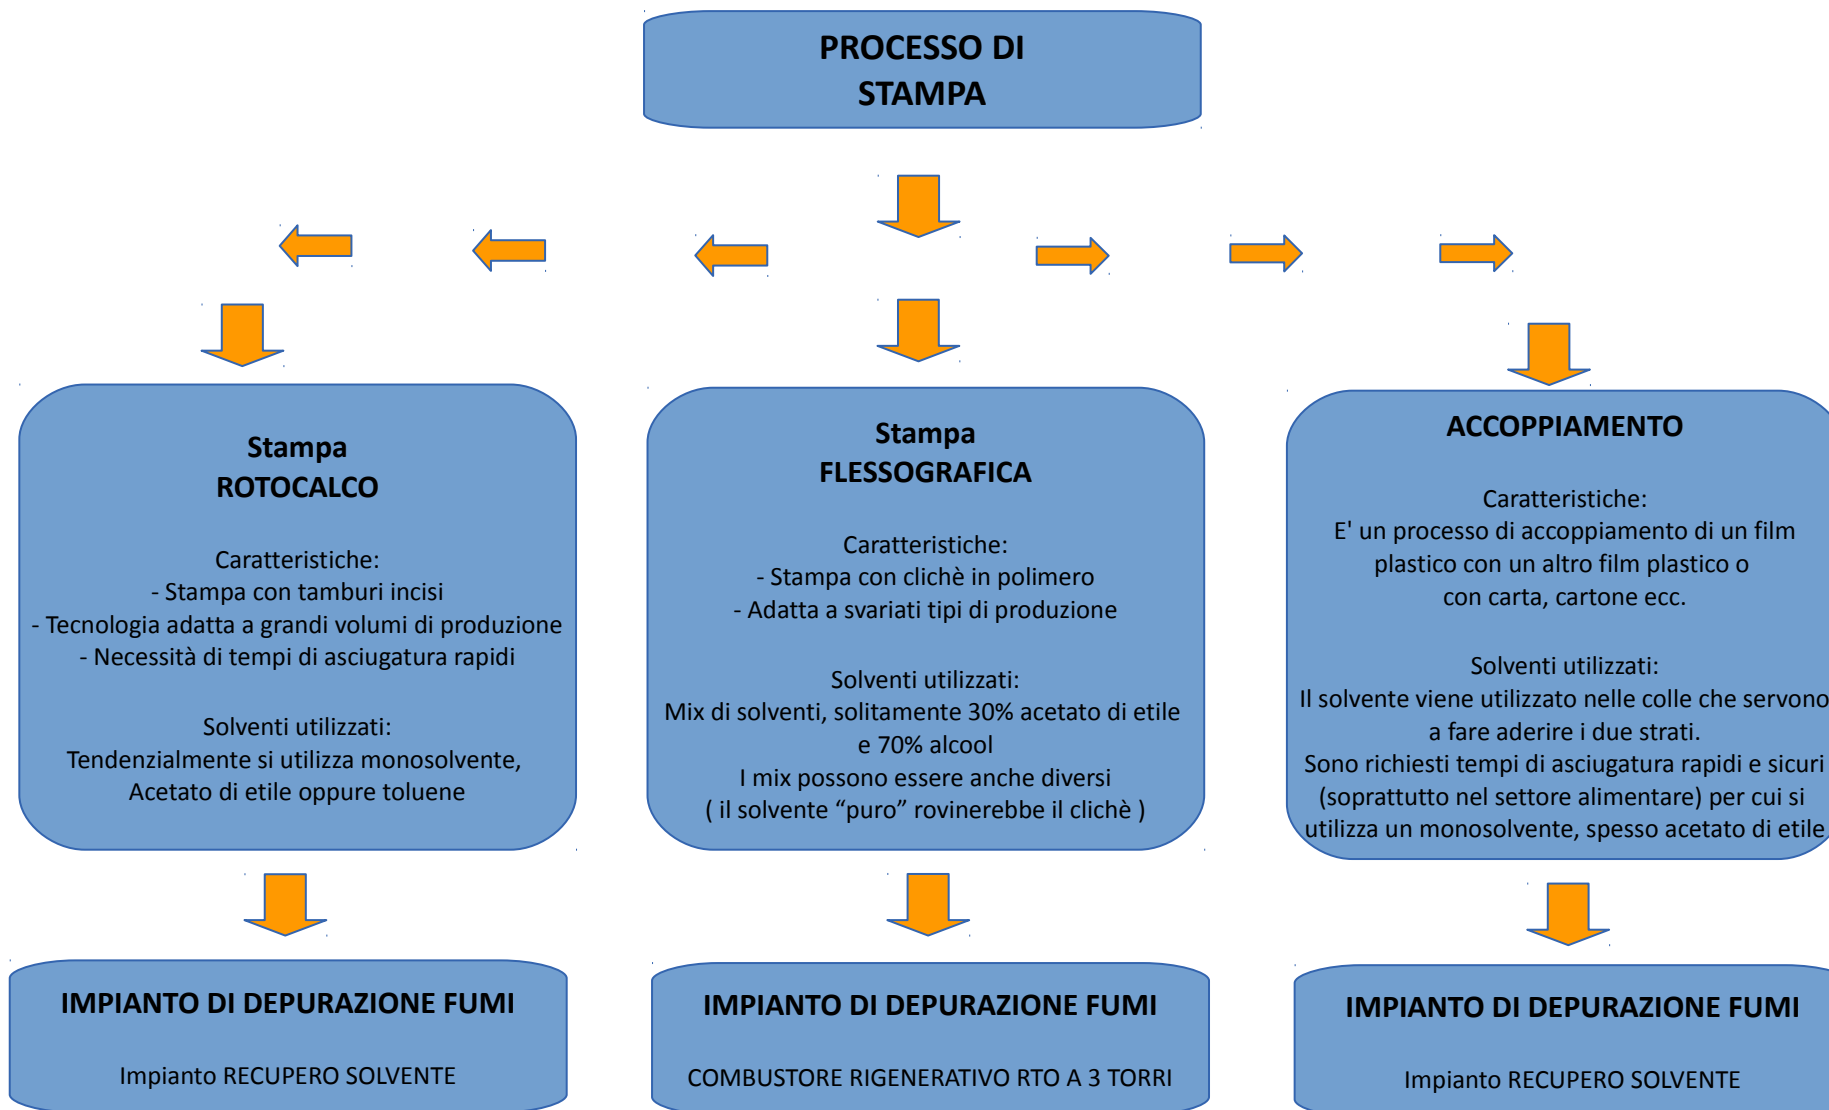 PROCESSO DI
STAMPA
Stampa
ROTOCALCO
Caratteristiche:
- Stampa con tamburi incisi
- Tecnologia adatta a grandi volumi di produzione
- Necessità di tempi di asciugatura rapidi
Solventi utilizzati:
Tendenzialmente si utilizza monosolvente,
Acetato di etile oppure toluene
Stampa
FLESSOGRAFICA
Caratteristiche:
- Stampa con clichè in polimero
- Adatta a svariati tipi di produzione
Solventi utilizzati:
Mix di solventi, solitamente 30% acetato di etile
e 70% alcool
I mix possono essere anche diversi
( il solvente “puro” rovinerebbe il clichè )
ACCOPPIAMENTO
Caratteristiche:
E' un processo di accoppiamento di un film
plastico con un altro film plastico o
con carta, cartone ecc.
Solventi utilizzati:
Il solvente viene utilizzato nelle colle che servono
a fare aderire i due strati.
Sono richiesti tempi di asciugatura rapidi e sicuri
(soprattutto nel settore alimentare) per cui si
utilizza un monosolvente, spesso acetato di etile
IMPIANTO DI DEPURAZIONE FUMI
Impianto RECUPERO SOLVENTE
IMPIANTO DI DEPURAZIONE FUMI
COMBUSTORE RIGENERATIVO RTO A 3 TORRI
IMPIANTO DI DEPURAZIONE FUMI
Impianto RECUPERO SOLVENTE